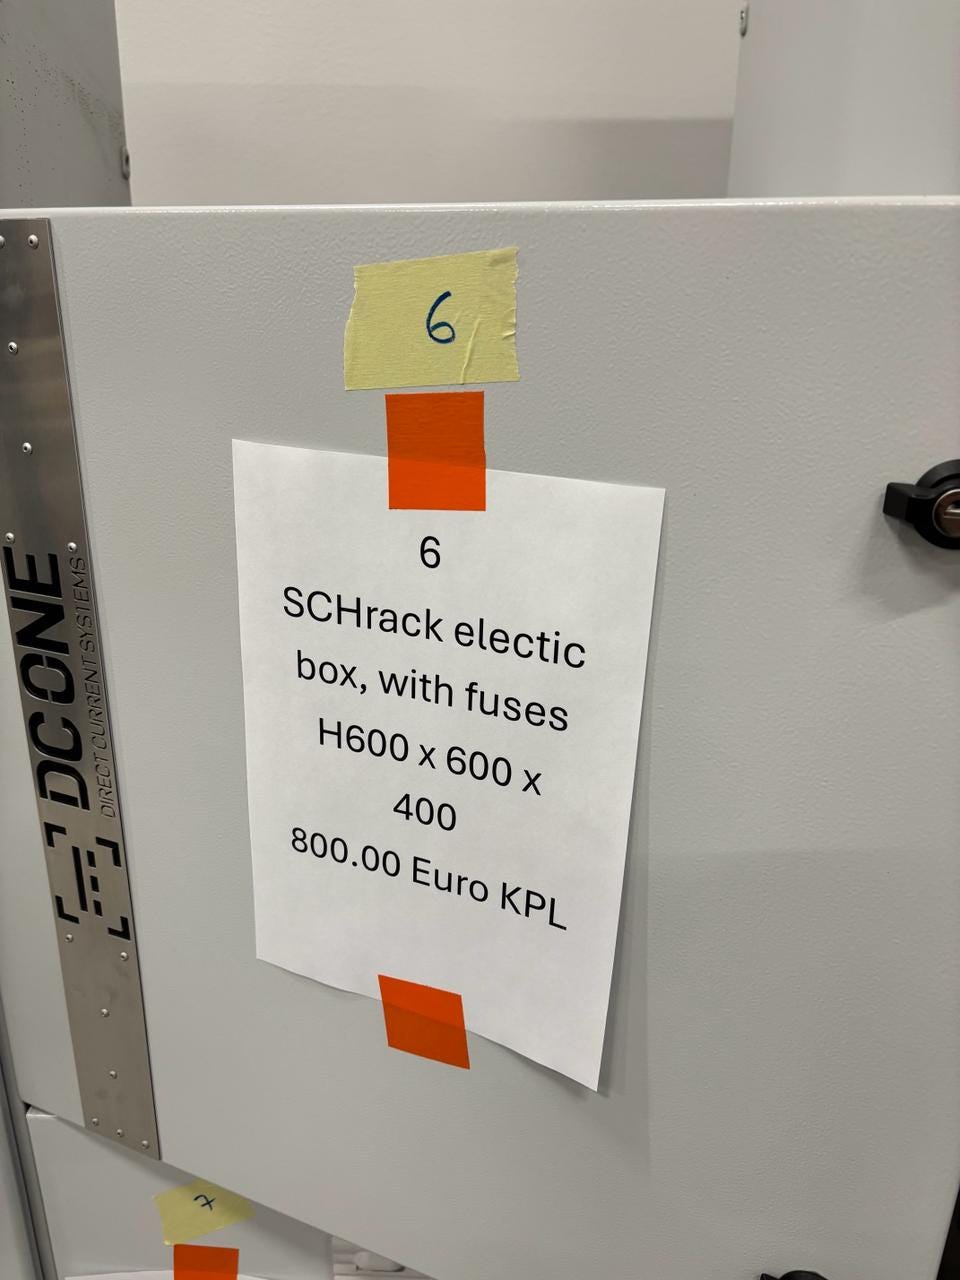 6
6
SCHrack electic
box, with fuses
H600 x 600 x
400
800.00 Euro KPL
DCONE
DIRECT CURRENT SYSTEMS
7